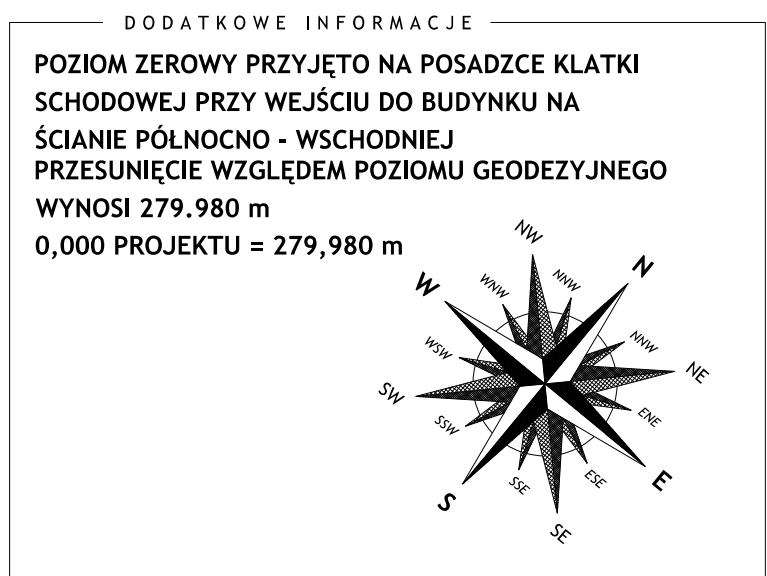 DODATKOWE INFORMACJE
POZIOM ZEROWY PRZYJĘTO NA POSADZCE KLATKI
SCHODOWEJ PRZY WEJŚCIU DO BUDYNKU NA
ŚCIANIE PÓŁNOCNO - WSCHODNIEJ
PRZESUNIĘCIE WZGLĘDEM POZIOMU GEODEZYJNEGO
WYNOSI 279.980 m
0,000 PROJEKTU = 279,980 m
NW
N
NNW
WNW
W
NNW
WSW
NE
SW
ENE
SSW
E
ESE
SSE
S
SE